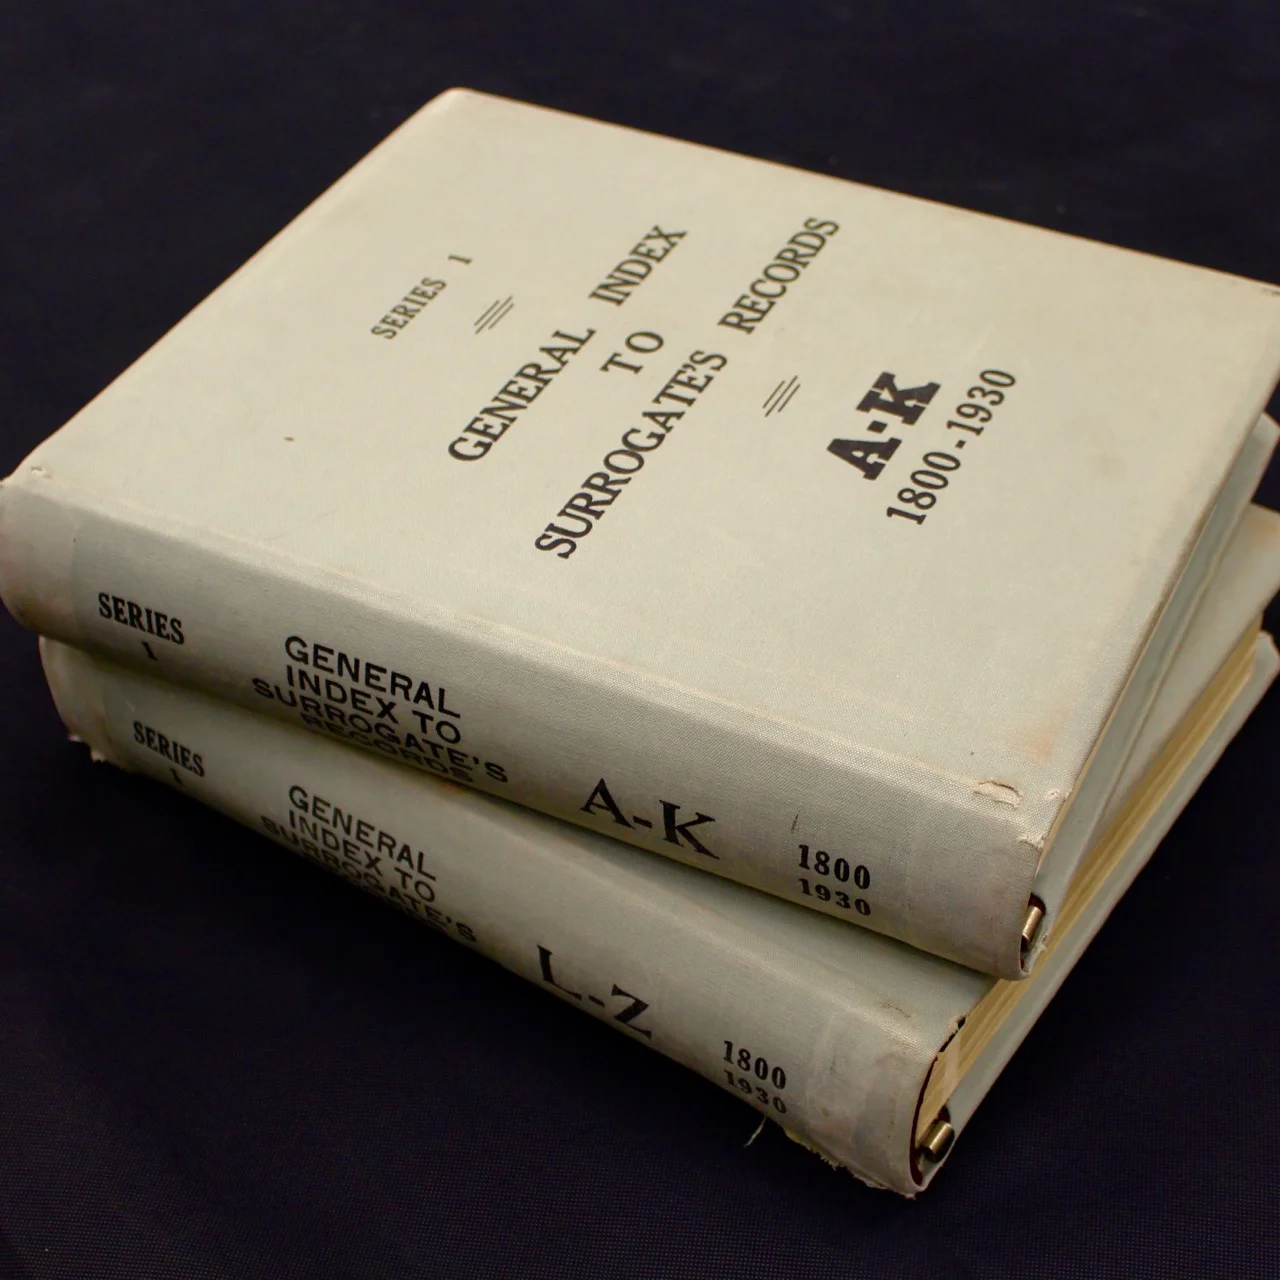 SERIES 1
GENERAL INDEX
TO
SURROGATE'S RECORDS
A-K
1800-1930
SERIES
1
GENERAL
INDEX TO
SURROGATE'S
RECORDS
A-K
1800
1930
SERIES
1
GENERAL
INDEX TO
SURROGATE'S
L-Z
1800
1930